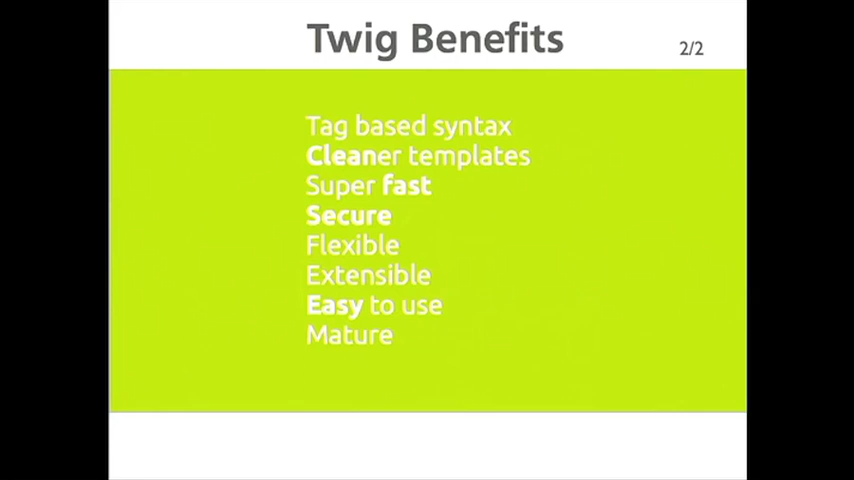 Twig Benefits
2/2
Tag based syntax
Cleaner templates
Super fast
Secure
Flexible
Extensible
Easy to use
Mature